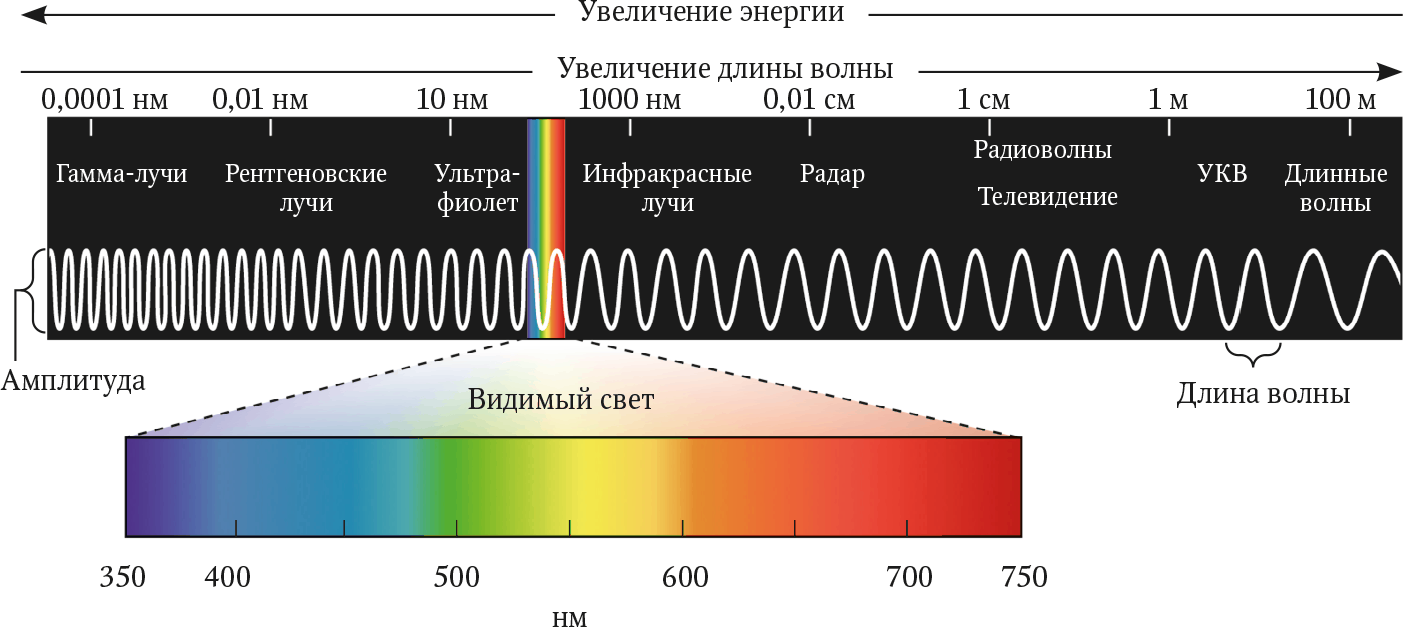 Увеличение энергии
Увеличение длины волны
0,0001 нм 0,01 нм 10 нм 1000 нм 0,01 см 1 см 1 м 100 м
Гамма-лучи
Рентгеновские
лучи
Ультра-
фиолет
Инфракрасные
лучи
Радар
Радиоволны
Телевидение
УКВ
Длинные
волны
Амплитуда
Длина волны
Видимый свет
350 400 500 600 700 750
нм